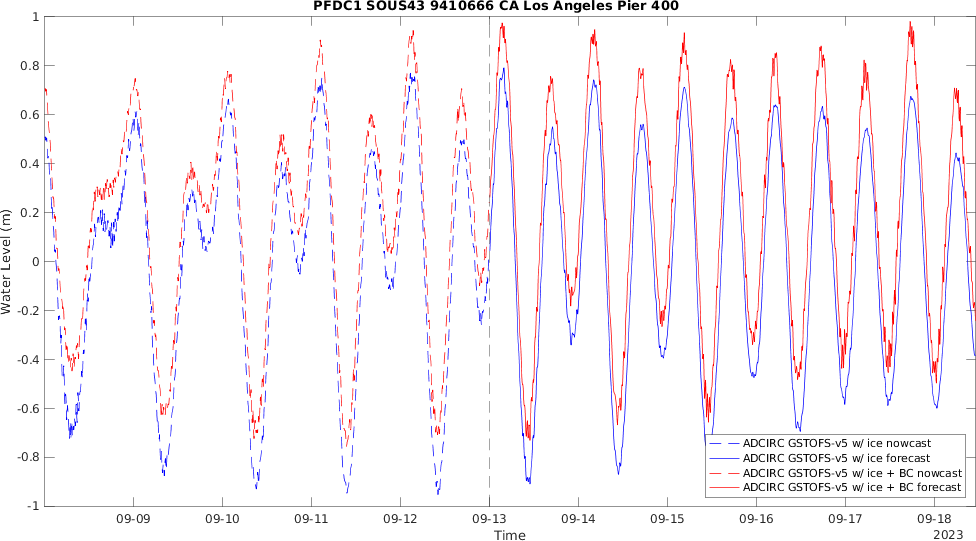 PFDC1 SOUS43 9410666 CA Los Angeles Pier 400
1
0.8
0.6
0.4
0.2
0
-0.2
-0.4
-0.6
-0.8
-1
Water Level (m)
ADCIRC GSTOFS-v5 w/ ice nowcast
ADCIRC GSTOFS-v5 w/ ice forecast
ADCIRC GSTOFS-v5 w/ ice + BC nowcast
ADCIRC GSTOFS-v5 w/ ice + BC forecast
09-09 09-10 09-11 09-12 09-13 09-14 09-15 09-16 09-17 09-18
Time
2023